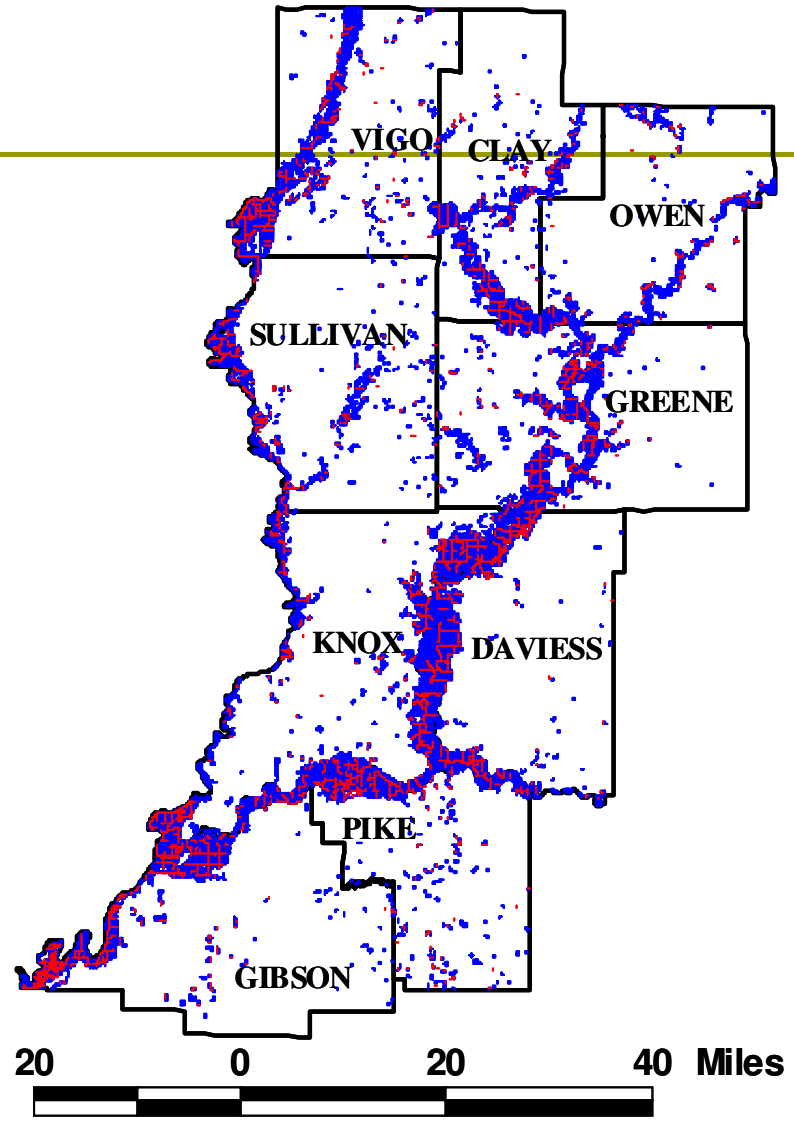 VIGO
CLAY
OWEN
SULLIVAN
GREENE
KNOX
DAVIESS
PIKE
GIBSON
20 0 20 40 Miles